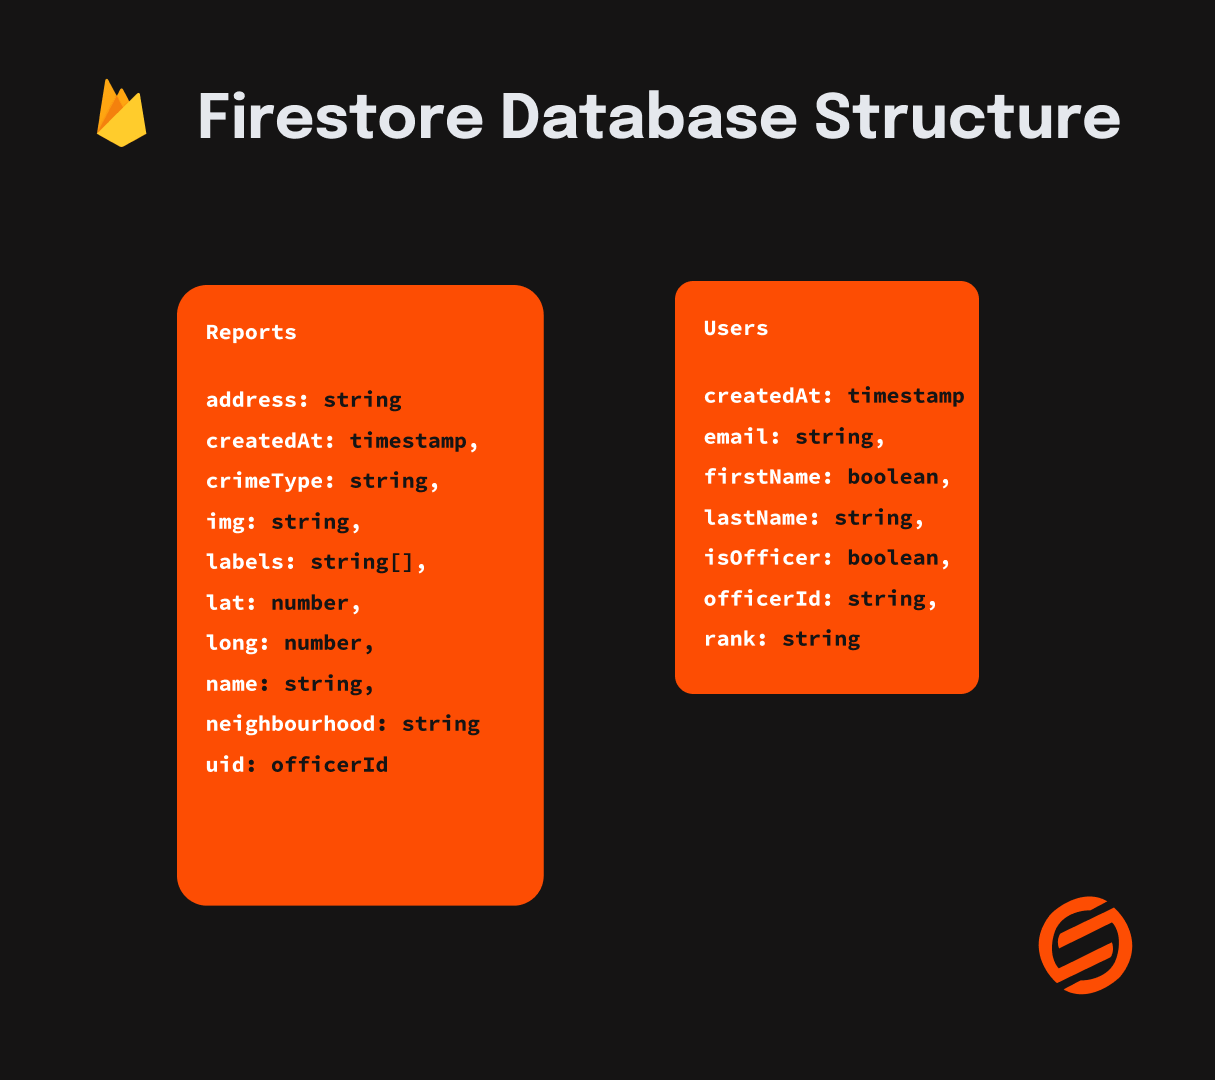 Firestore Database Structure
Reports
address: string
createdAt: timestamp,
crimeType: string,
img: string,
labels: string[],
lat: number,
long: number,
name: string,
neighbourhood: string
uid: officerId
Users
createdAt: timestamp
email: string,
firstName: boolean,
lastName: string,
isOfficer: boolean,
officerId: string,
rank: string